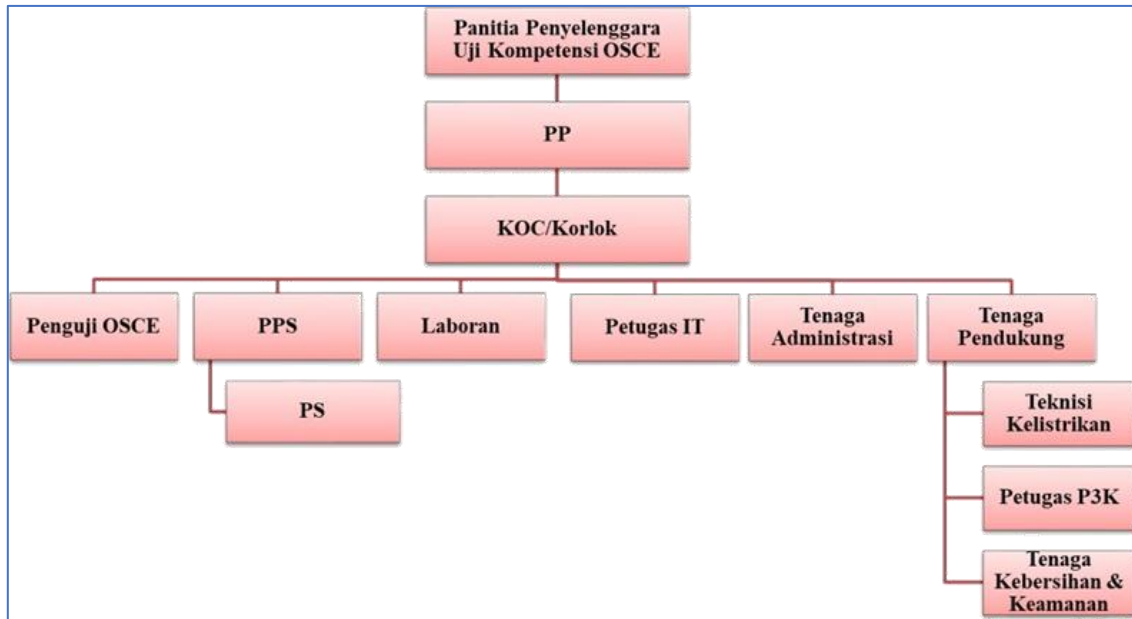 Panitia Penyelenggara
Uji Kompetensi OSCE
PP
KOC/Korlok
Penguji OSCE
PPS
Laboran
Petugas IT
Tenaga
Administrasi
Tenaga
Pendukung
PS
Teknisi
Kelistrikan
Petugas P3K
Tenaga
Kebersihan &
Keamanan